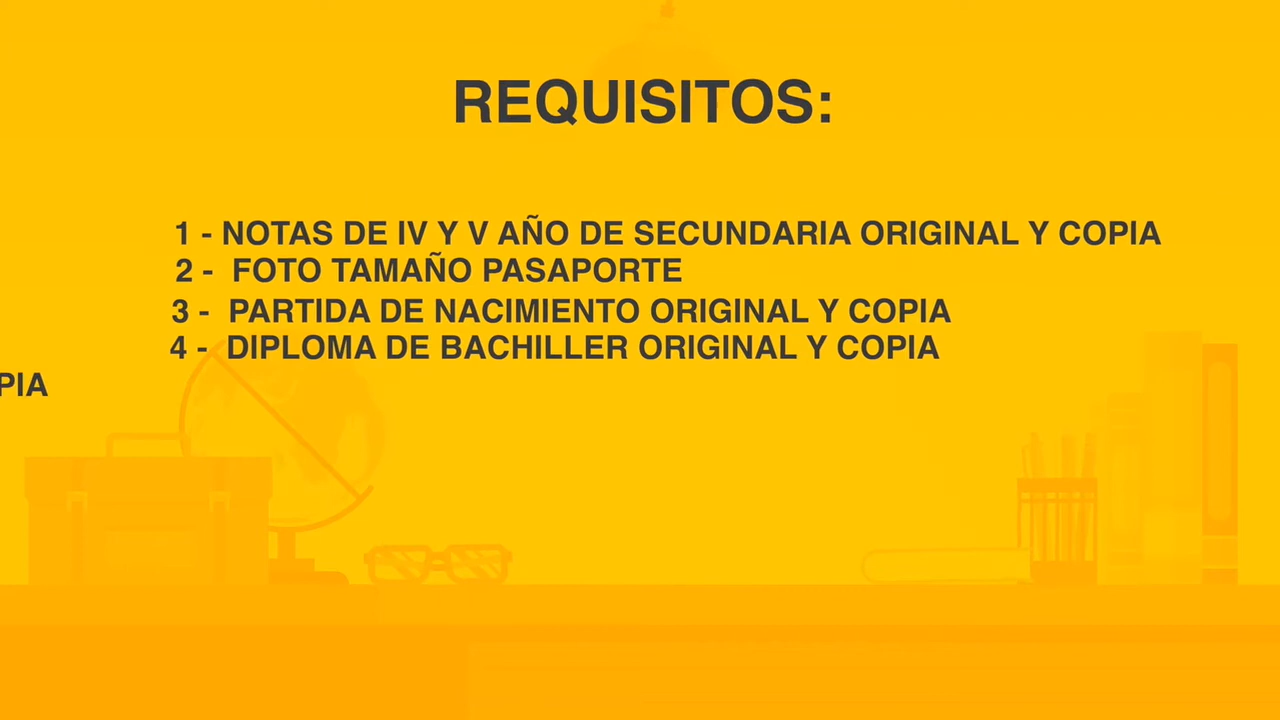 REQUISITOS:
1 - NOTAS DE IV Y V AÑO DE SECUNDARIA ORIGINAL Y COPIA
2 - FOTO TAMAÑO PASAPORTE
3 - PARTIDA DE NACIMIENTO ORIGINAL Y COPIA
4 - DIPLOMA DE BACHILLER ORIGINAL Y COPIA
PIA